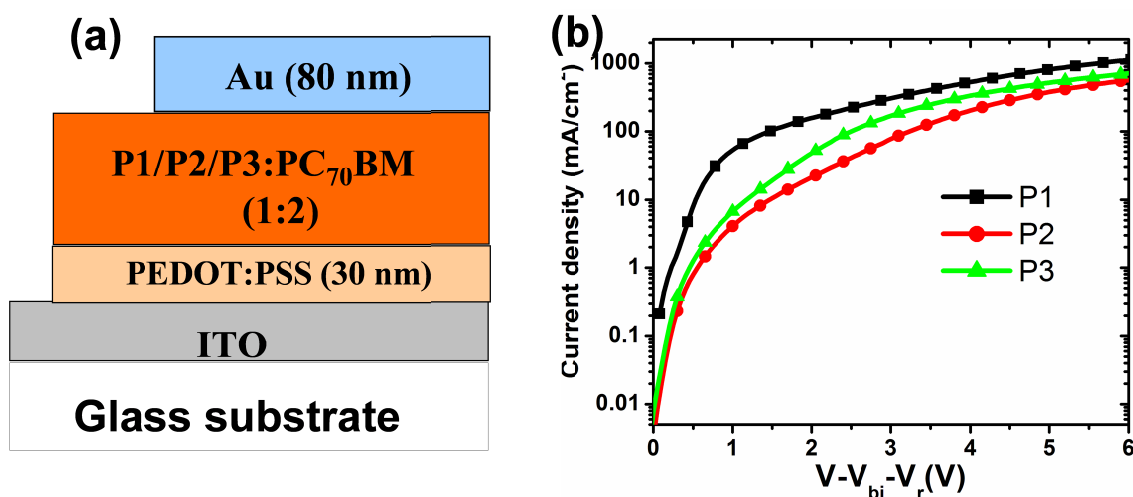 (a)
Au (80 nm)
P1/P2/P3:PC70BM
(1:2)
PEDOT:PSS (30 nm)
ITO
Glass substrate
(b)
Current density (mA/cm²)
1000
100
10
1
0.1
0.01
P1
P2
P3
0 1 2 3 4 5 6
V-Vbi-Vr(V)